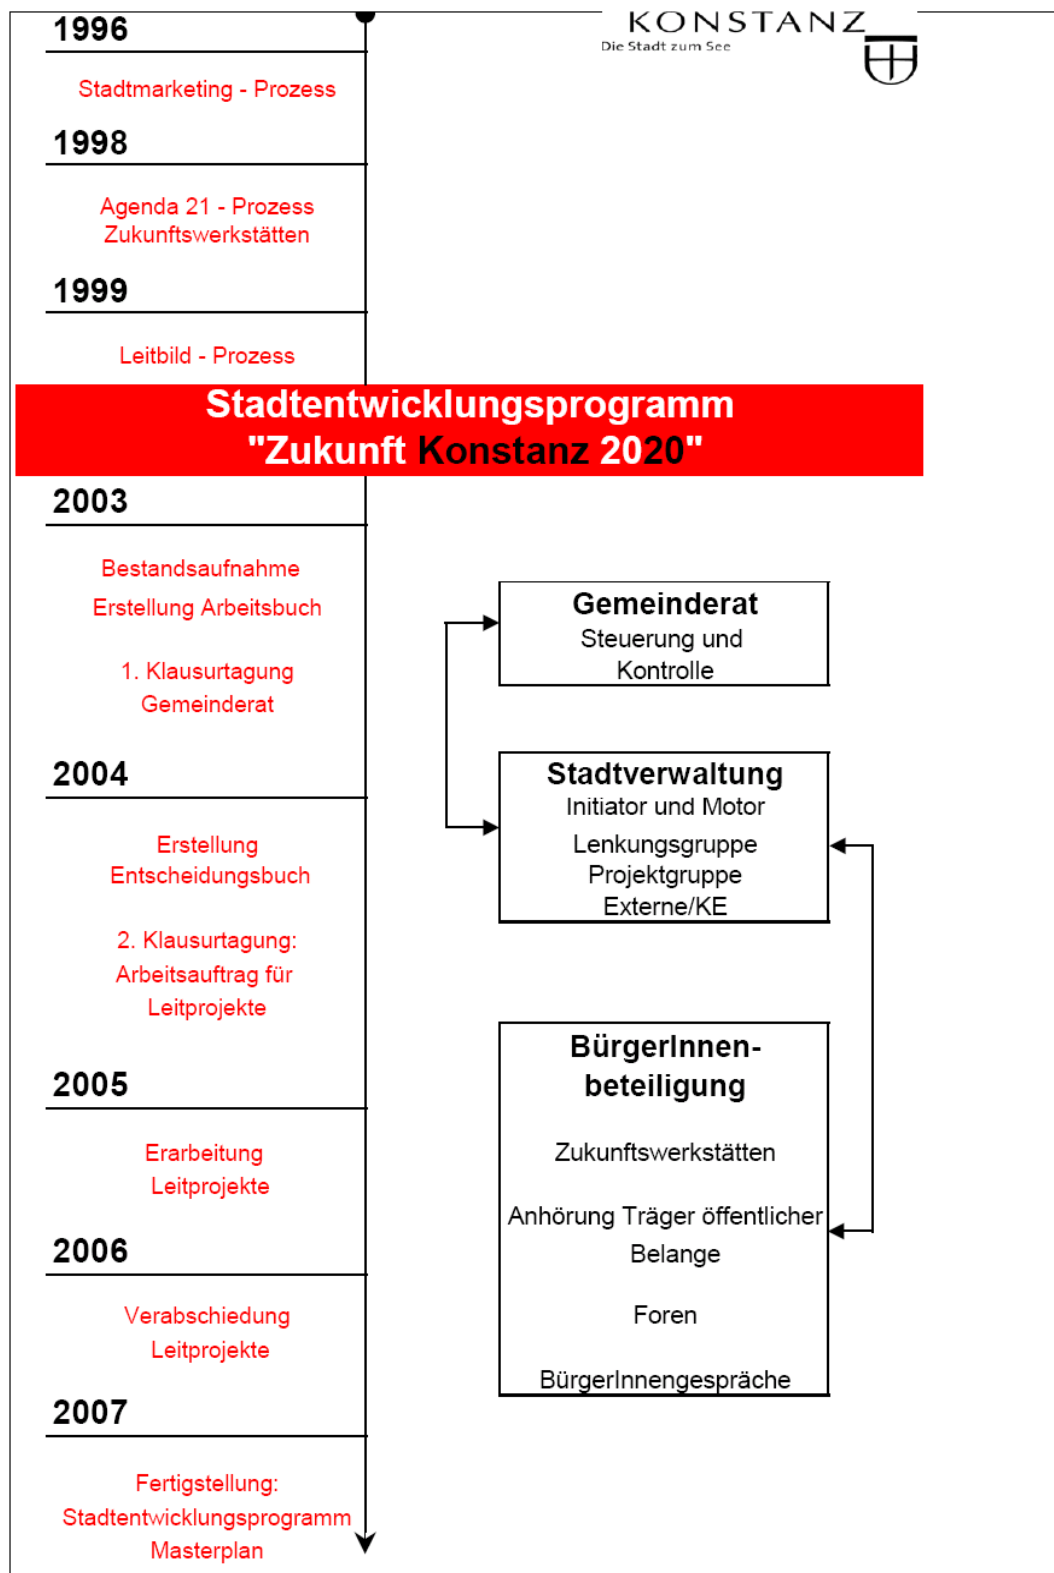 KONSTANZ
Die Stadt zum See
1996
Stadtmarketing - Prozess
1998
Agenda 21 - Prozess
Zukunftswerkstätten
1999
Leitbild - Prozess
Stadtentwicklungsprogramm
"Zukunft Konstanz 2020"
2003
Bestandsaufnahme
Erstellung Arbeitsbuch
1. Klausurtagung
Gemeinderat
2004
Erstellung
Entscheidungsbuch
2. Klausurtagung:
Arbeitsauftrag für
Leitprojekte
2005
Erarbeitung
Leitprojekte
2006
Verabschiedung
Leitprojekte
2007
Fertigstellung:
Stadtentwicklungsprogramm
Masterplan
Gemeinderat
Steuerung und
Kontrolle
Stadtverwaltung
Initiator und Motor
Lenkungsgruppe
Projektgruppe
Externe/KE
BürgerInnen-
beteiligung
Zukunftswerkstätten
Anhörung Träger öffentlicher
Belange
Foren
BürgerInnengespräche